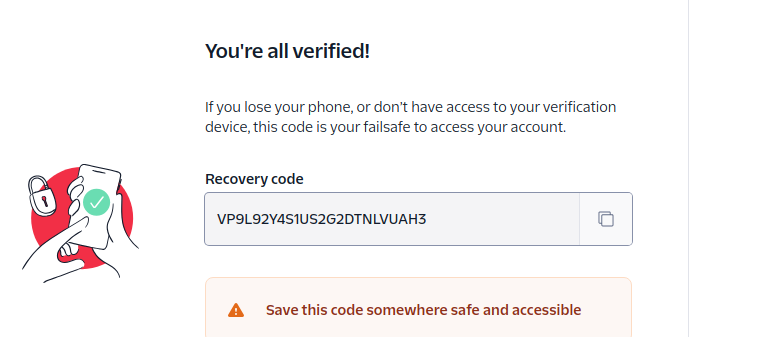 You're all verified!
If you lose your phone, or don't have access to your verification
device, this code is your failsafe to access your account.
Recovery code
VP9L92Y4S1US2G2DTNLVUAH3
Save this code somewhere safe and accessible